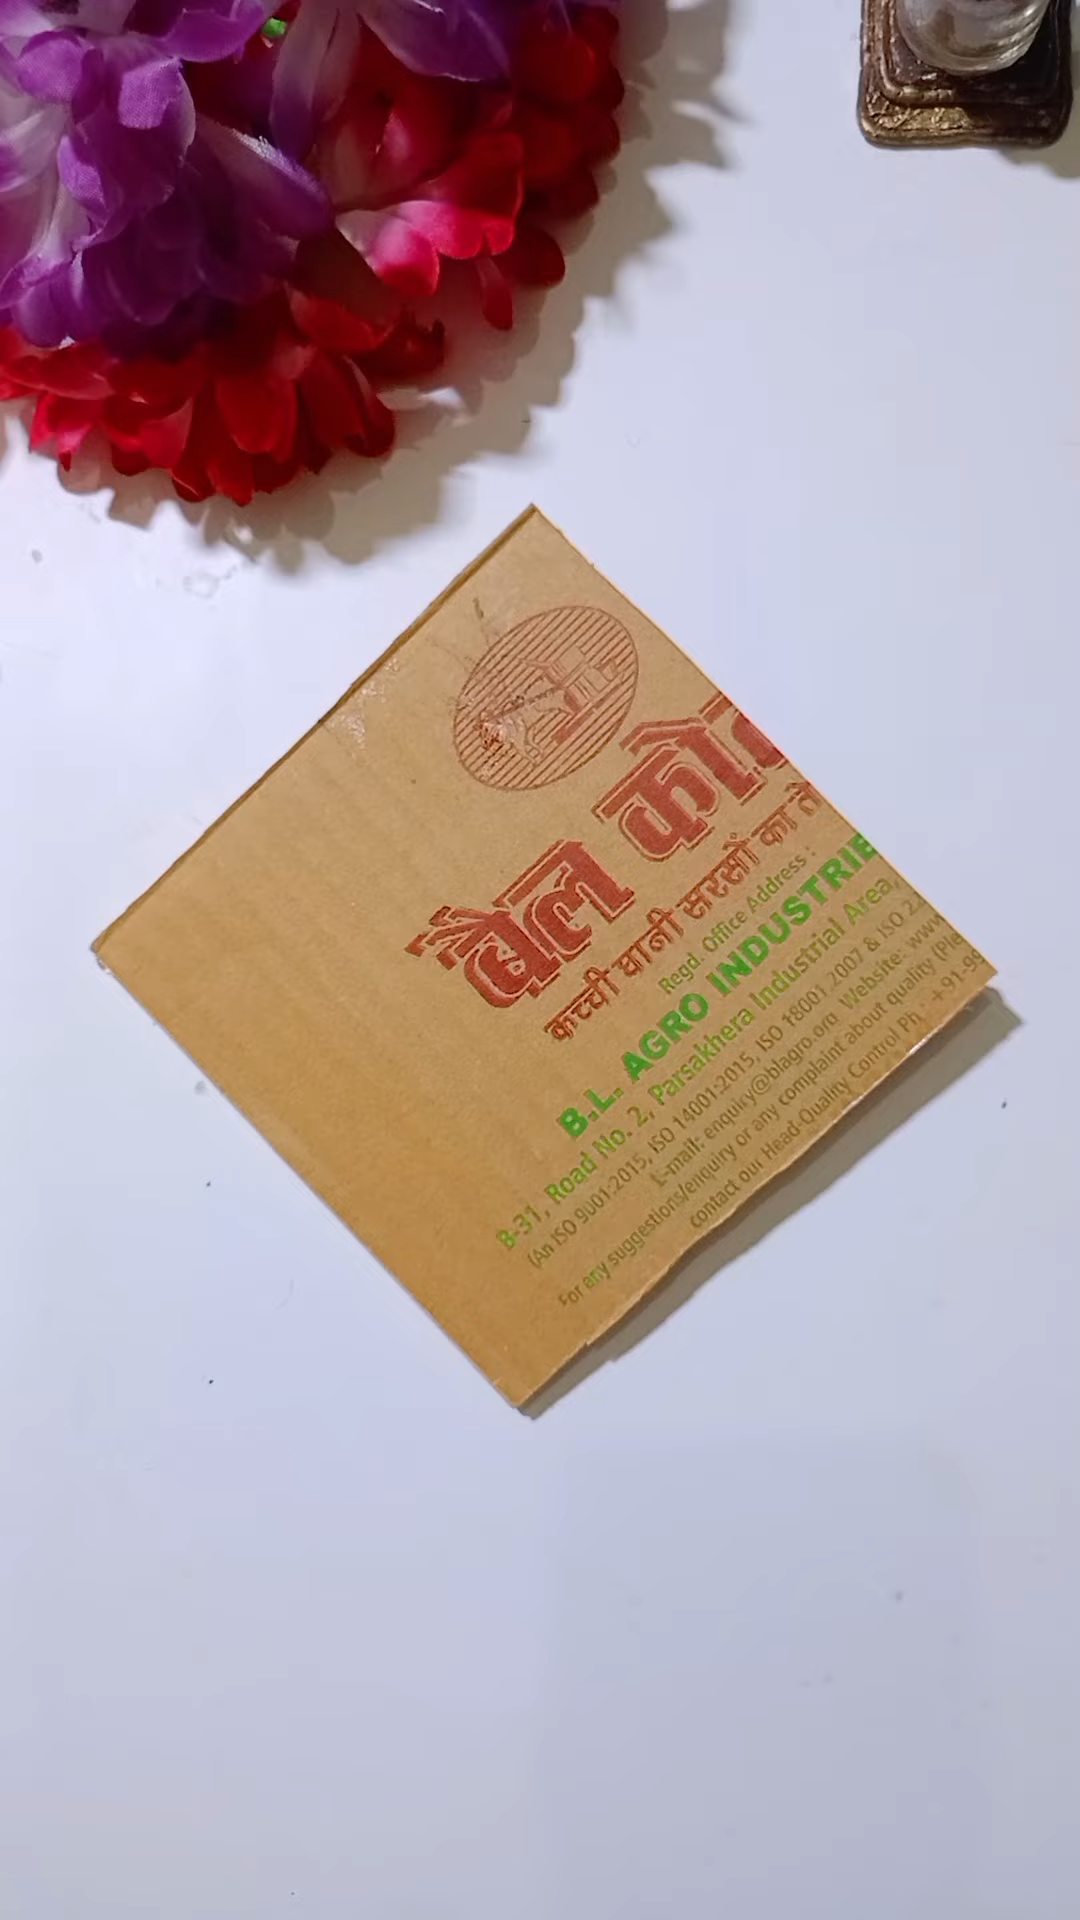 बैल को
कच्ची घानी सरसों का ते
Regd. Office Address :
B.L. AGRO INDUSTRIE
B-31, Road No. 2, Parsakhera Industrial Area,
(An ISO 9001:2015, ISO 14001:2015, ISO 18001:2007 & ISO 22
E-mail: enquiry@blagro.org Website: www
For any suggestions/enquiry or any complaint about quality (Ple
contact our Head-Quality Control Ph : +91-99